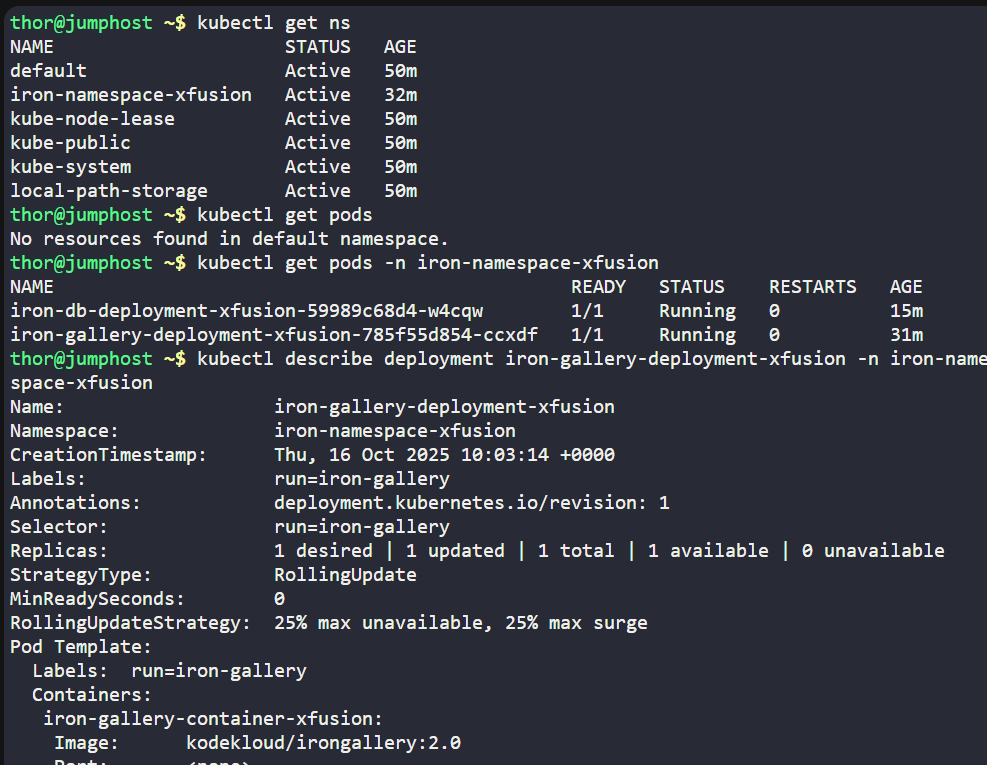 thor@jumphost ~$ kubectl get ns
NAME                     STATUS   AGE
default                  Active   50m
iron-namespace-xfusion   Active   32m
kube-node-lease          Active   50m
kube-public              Active   50m
kube-system              Active   50m
local-path-storage       Active   50m
thor@jumphost ~$ kubectl get pods
No resources found in default namespace.
thor@jumphost ~$ kubectl get pods -n iron-namespace-xfusion
NAME                                               READY   STATUS    RESTARTS   AGE
iron-db-deployment-xfusion-59989c68d4-w4cqw        1/1     Running   0          15m
iron-gallery-deployment-xfusion-785f55d854-ccxdf   1/1     Running   0          31m
thor@jumphost ~$ kubectl describe deployment iron-gallery-deployment-xfusion -n iron-name
space-xfusion
Name:                   iron-gallery-deployment-xfusion
Namespace:              iron-namespace-xfusion
CreationTimestamp:      Thu, 16 Oct 2025 10:03:14 +0000
Labels:                 run=iron-gallery
Annotations:            deployment.kubernetes.io/revision: 1
Selector:               run=iron-gallery
Replicas:               1 desired | 1 updated | 1 total | 1 available | 0 unavailable
StrategyType:           RollingUpdate
MinReadySeconds:        0
RollingUpdateStrategy:  25% max unavailable, 25% max surge
Pod Template:
  Labels:  run=iron-gallery
  Containers:
   iron-gallery-container-xfusion:
    Image:      kodekloud/irongallery:2.0
    Port:       <none>